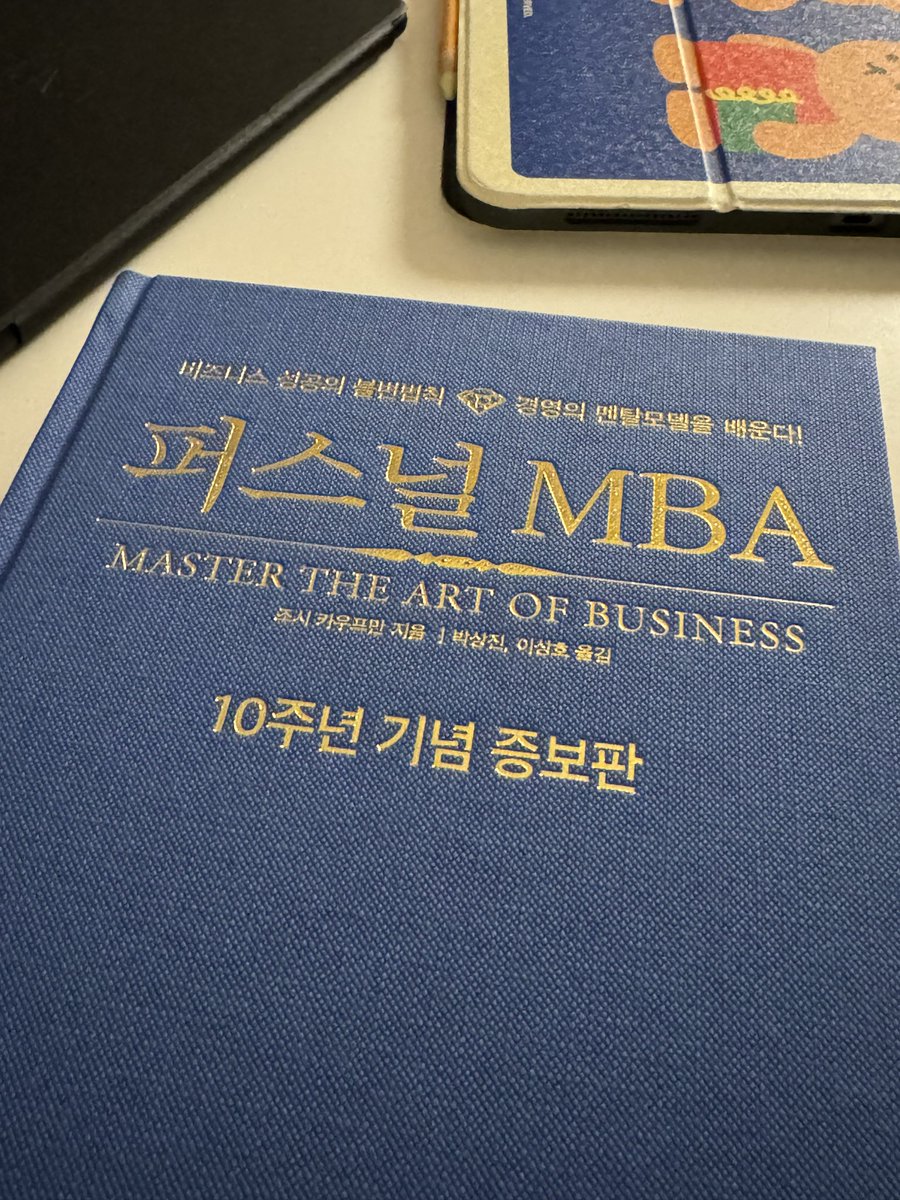 비즈니스 성공의 불변법칙 경영의 멘탈모델을 배운다!
퍼스널 MBA
MASTER THE ART OF BUSINESS
조시 카우프만 지음 | 박상진, 이상호 옮김
10주년 기념 증보판